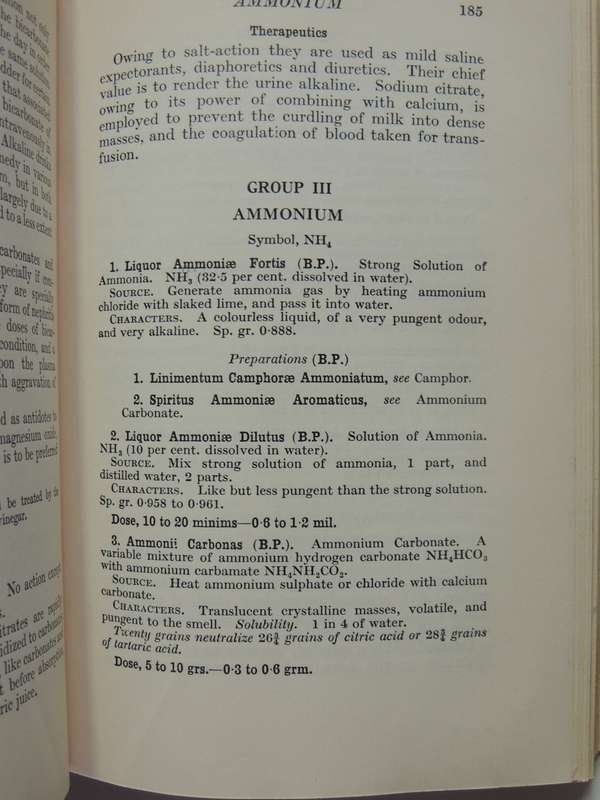 AMMONIUM 185
Therapeutics
Owing to salt-action they are used as mild saline
expectorants, diaphoretics and diuretics. Their chief
value is to render the urine alkaline. Sodium citrate,
owing to its power of combining with calcium, is
employed to prevent the curdling of milk into dense
masses, and the coagulation of blood taken for trans-
fusion.
GROUP III
AMMONIUM
Symbol, NH₄
1. Liquor Ammoniæ Fortis (B.P.). Strong Solution of
Ammonia. NH₃ (32·5 per cent. dissolved in water).
SOURCE. Generate ammonia gas by heating ammonium
chloride with slaked lime, and pass it into water.
CHARACTERS. A colourless liquid, of a very pungent odour,
and very alkaline. Sp. gr. 0·888.
Preparations (B.P.)
1. Linimentum Camphoræ Ammoniatum, see Camphor.
2. Spiritus Ammoniæ Aromaticus, see Ammonium
Carbonate.
2. Liquor Ammoniæ Dilutus (B.P.). Solution of Ammonia.
NH₃ (10 per cent. dissolved in water).
SOURCE. Mix strong solution of ammonia, 1 part, and
distilled water, 2 parts.
CHARACTERS. Like but less pungent than the strong solution.
Sp. gr. 0·958 to 0·961.
Dose, 10 to 20 minims—0·6 to 1·2 mil.
3. Ammonii Carbonas (B.P.). Ammonium Carbonate. A
variable mixture of ammonium hydrogen carbonate NH₄HCO₃
with ammonium carbamate NH₄NH₂CO₂.
SOURCE. Heat ammonium sulphate or chloride with calcium
carbonate.
CHARACTERS. Translucent crystalline masses, volatile, and
pungent to the smell. Solubility. 1 in 4 of water.
Twenty grains neutralize 26¾ grains of citric acid or 28¾ grains
of tartaric acid.
Dose, 5 to 10 grs.—0·3 to 0·6 grm.